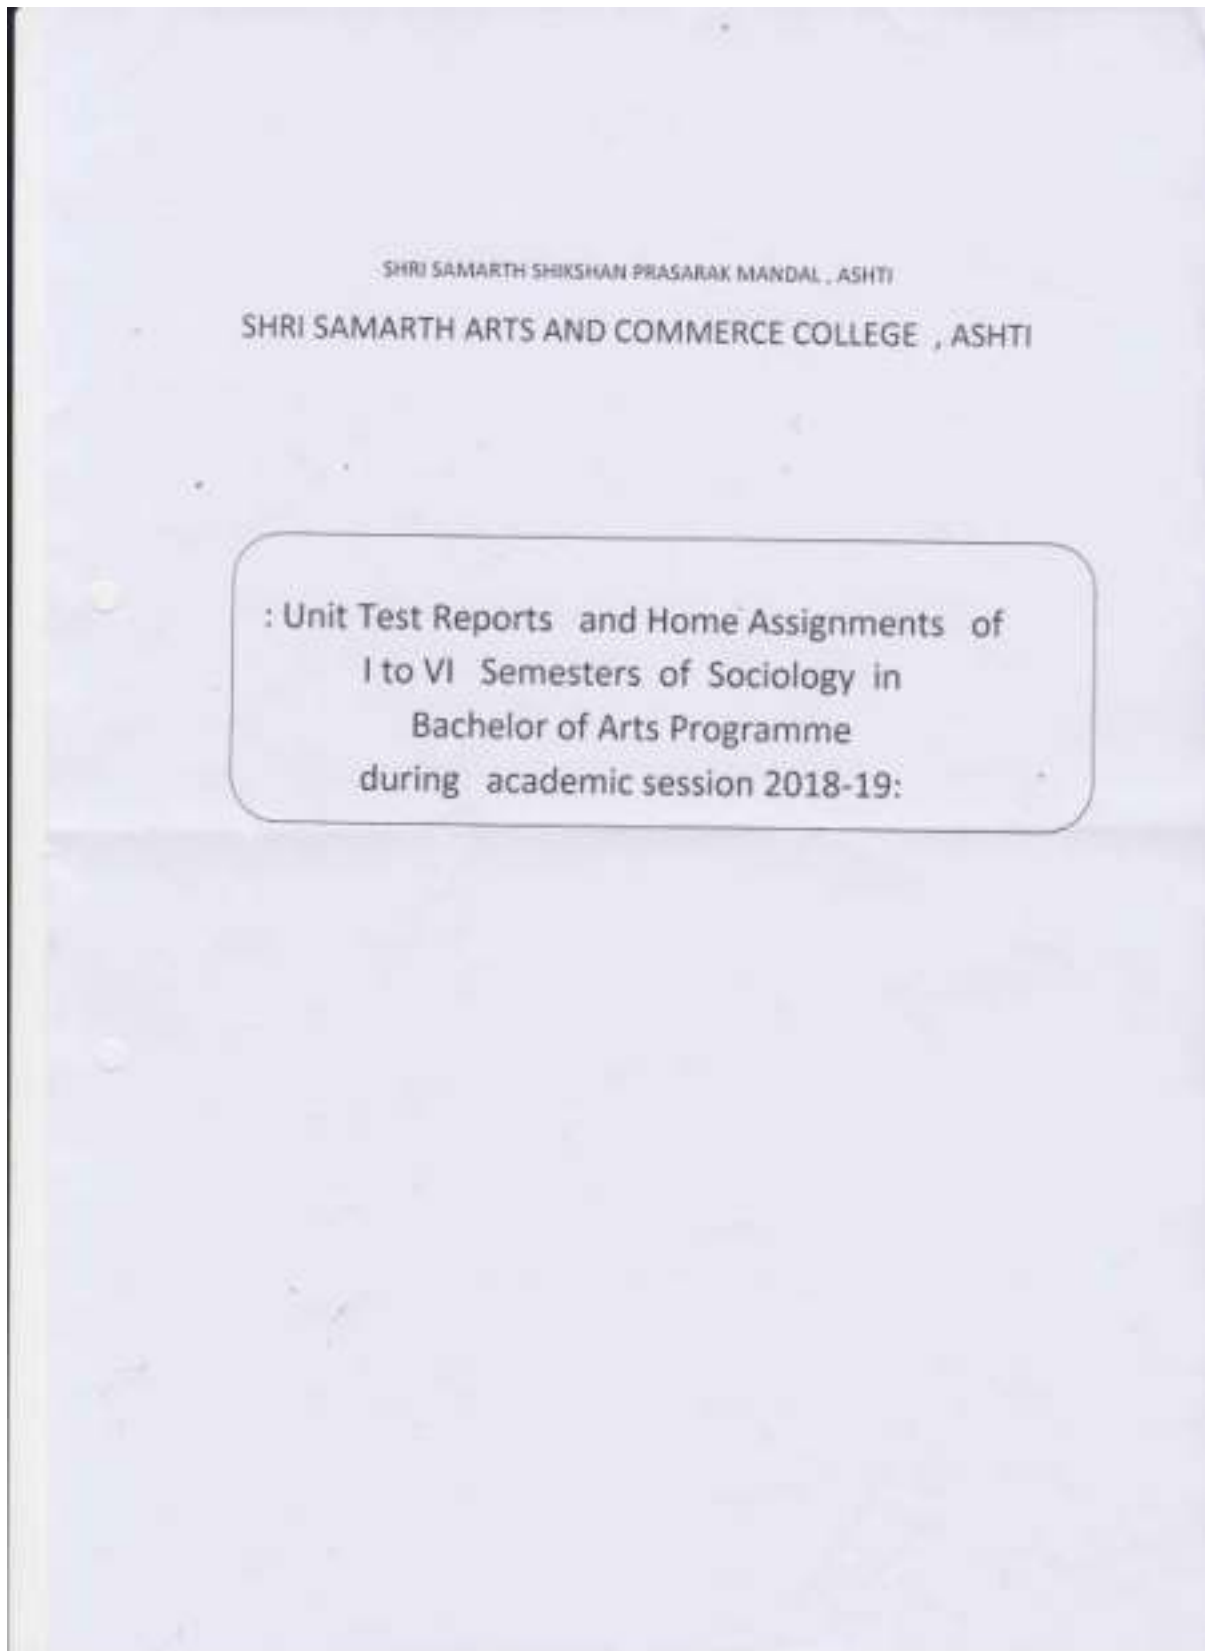 SHRI SAMARTH SHIKSHAN PRASARAK MANDAL , ASHTI
SHRI SAMARTH ARTS AND COMMERCE COLLEGE , ASHTI
: Unit Test Reports and Home Assignments of
I to VI Semesters of Sociology in
Bachelor of Arts Programme
during academic session 2018-19: